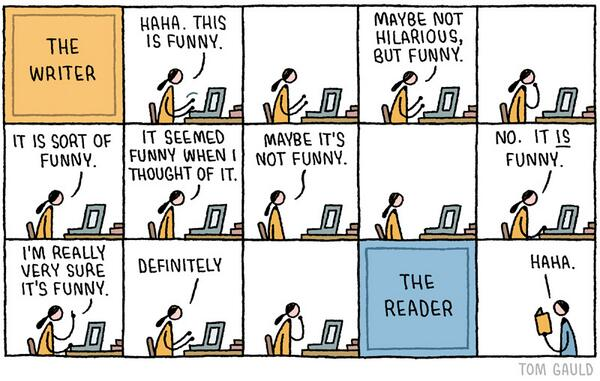 THE
WRITER
HAHA. THIS
IS FUNNY.
MAYBE NOT
HILARIOUS,
BUT FUNNY.
IT IS SORT OF
FUNNY.
IT SEEMED
FUNNY WHEN I
THOUGHT OF IT.
MAYBE IT'S
NOT FUNNY.
NO. IT IS
FUNNY.
I'M REALLY
VERY SURE
IT'S FUNNY.
DEFINITELY
THE
READER
HAHA.
TOM GAULD